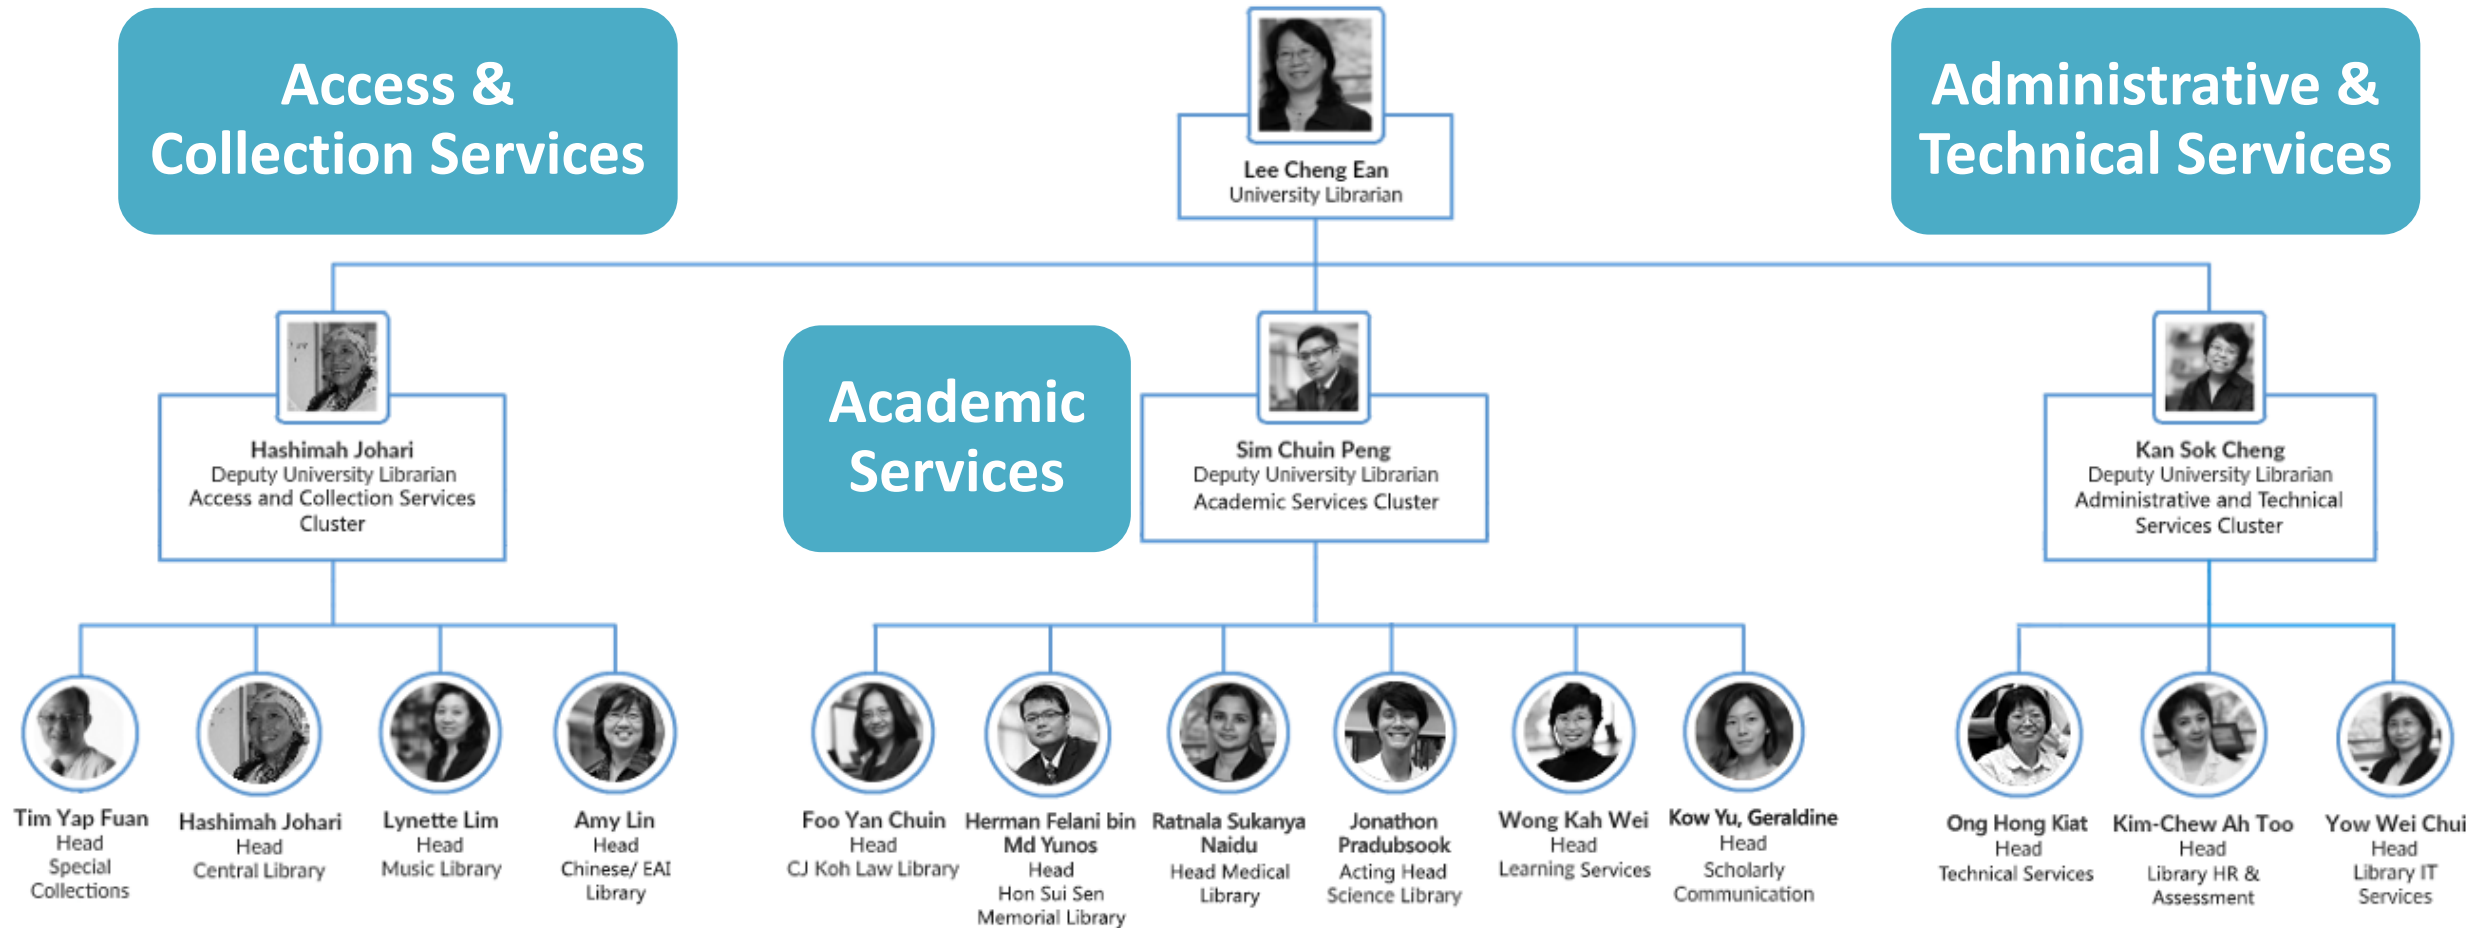 Access &
Collection Services
Administrative &
Technical Services
Lee Cheng Ean
University Librarian
Academic
Services
Hashimah Johari
Deputy University Librarian
Access and Collection Services
Cluster
Sim Chuin Peng
Deputy University Librarian
Academic Services Cluster
Kan Sok Cheng
Deputy University Librarian
Administrative and Technical
Services Cluster
Tim Yap Fuan
Head
Special
Collections
Hashimah Johari
Head
Central Library
Lynette Lim
Head
Music Library
Amy Lin
Head
Chinese/ EAI
Library
Foo Yan Chuin
Head
CJ Koh Law Library
Herman Felani bin
Md Yunos
Head
Hon Sui Sen
Memorial Library
Ratnala Sukanya
Naidu
Head Medical
Library
Jonathon
Pradubsook
Acting Head
Science Library
Wong Kah Wei
Head
Learning Services
Kow Yu, Geraldine
Head
Scholarly
Communication
Ong Hong Kiat
Head
Technical Services
Kim-Chew Ah Too
Head
Library HR &
Assessment
Yow Wei Chui
Head
Library IT
Services